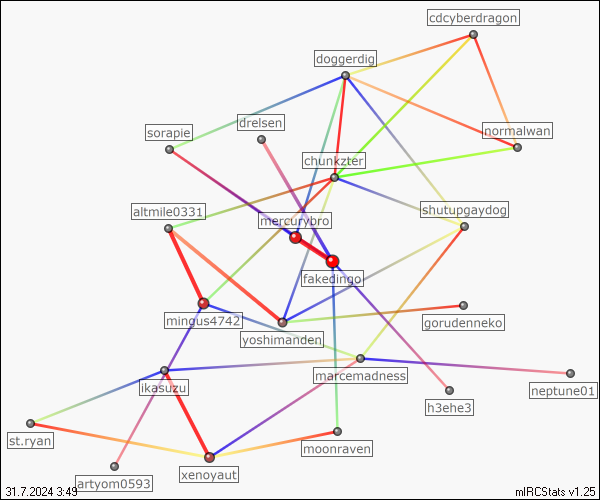 cdcyberdragon
doggerdig
drelsen
sorapie
normalwan
chunkzter
altmile0331
mercurybro
shutupgaydog
fakedingo
mingus4742
yoshimanden
gorudenneko
marcemadness
ikasuzu
neptune01
h3ehe3
st.ryan
moonraven
xenoyaut
artyom0593
31.7.2024 3:49
mIRCStats v1.25